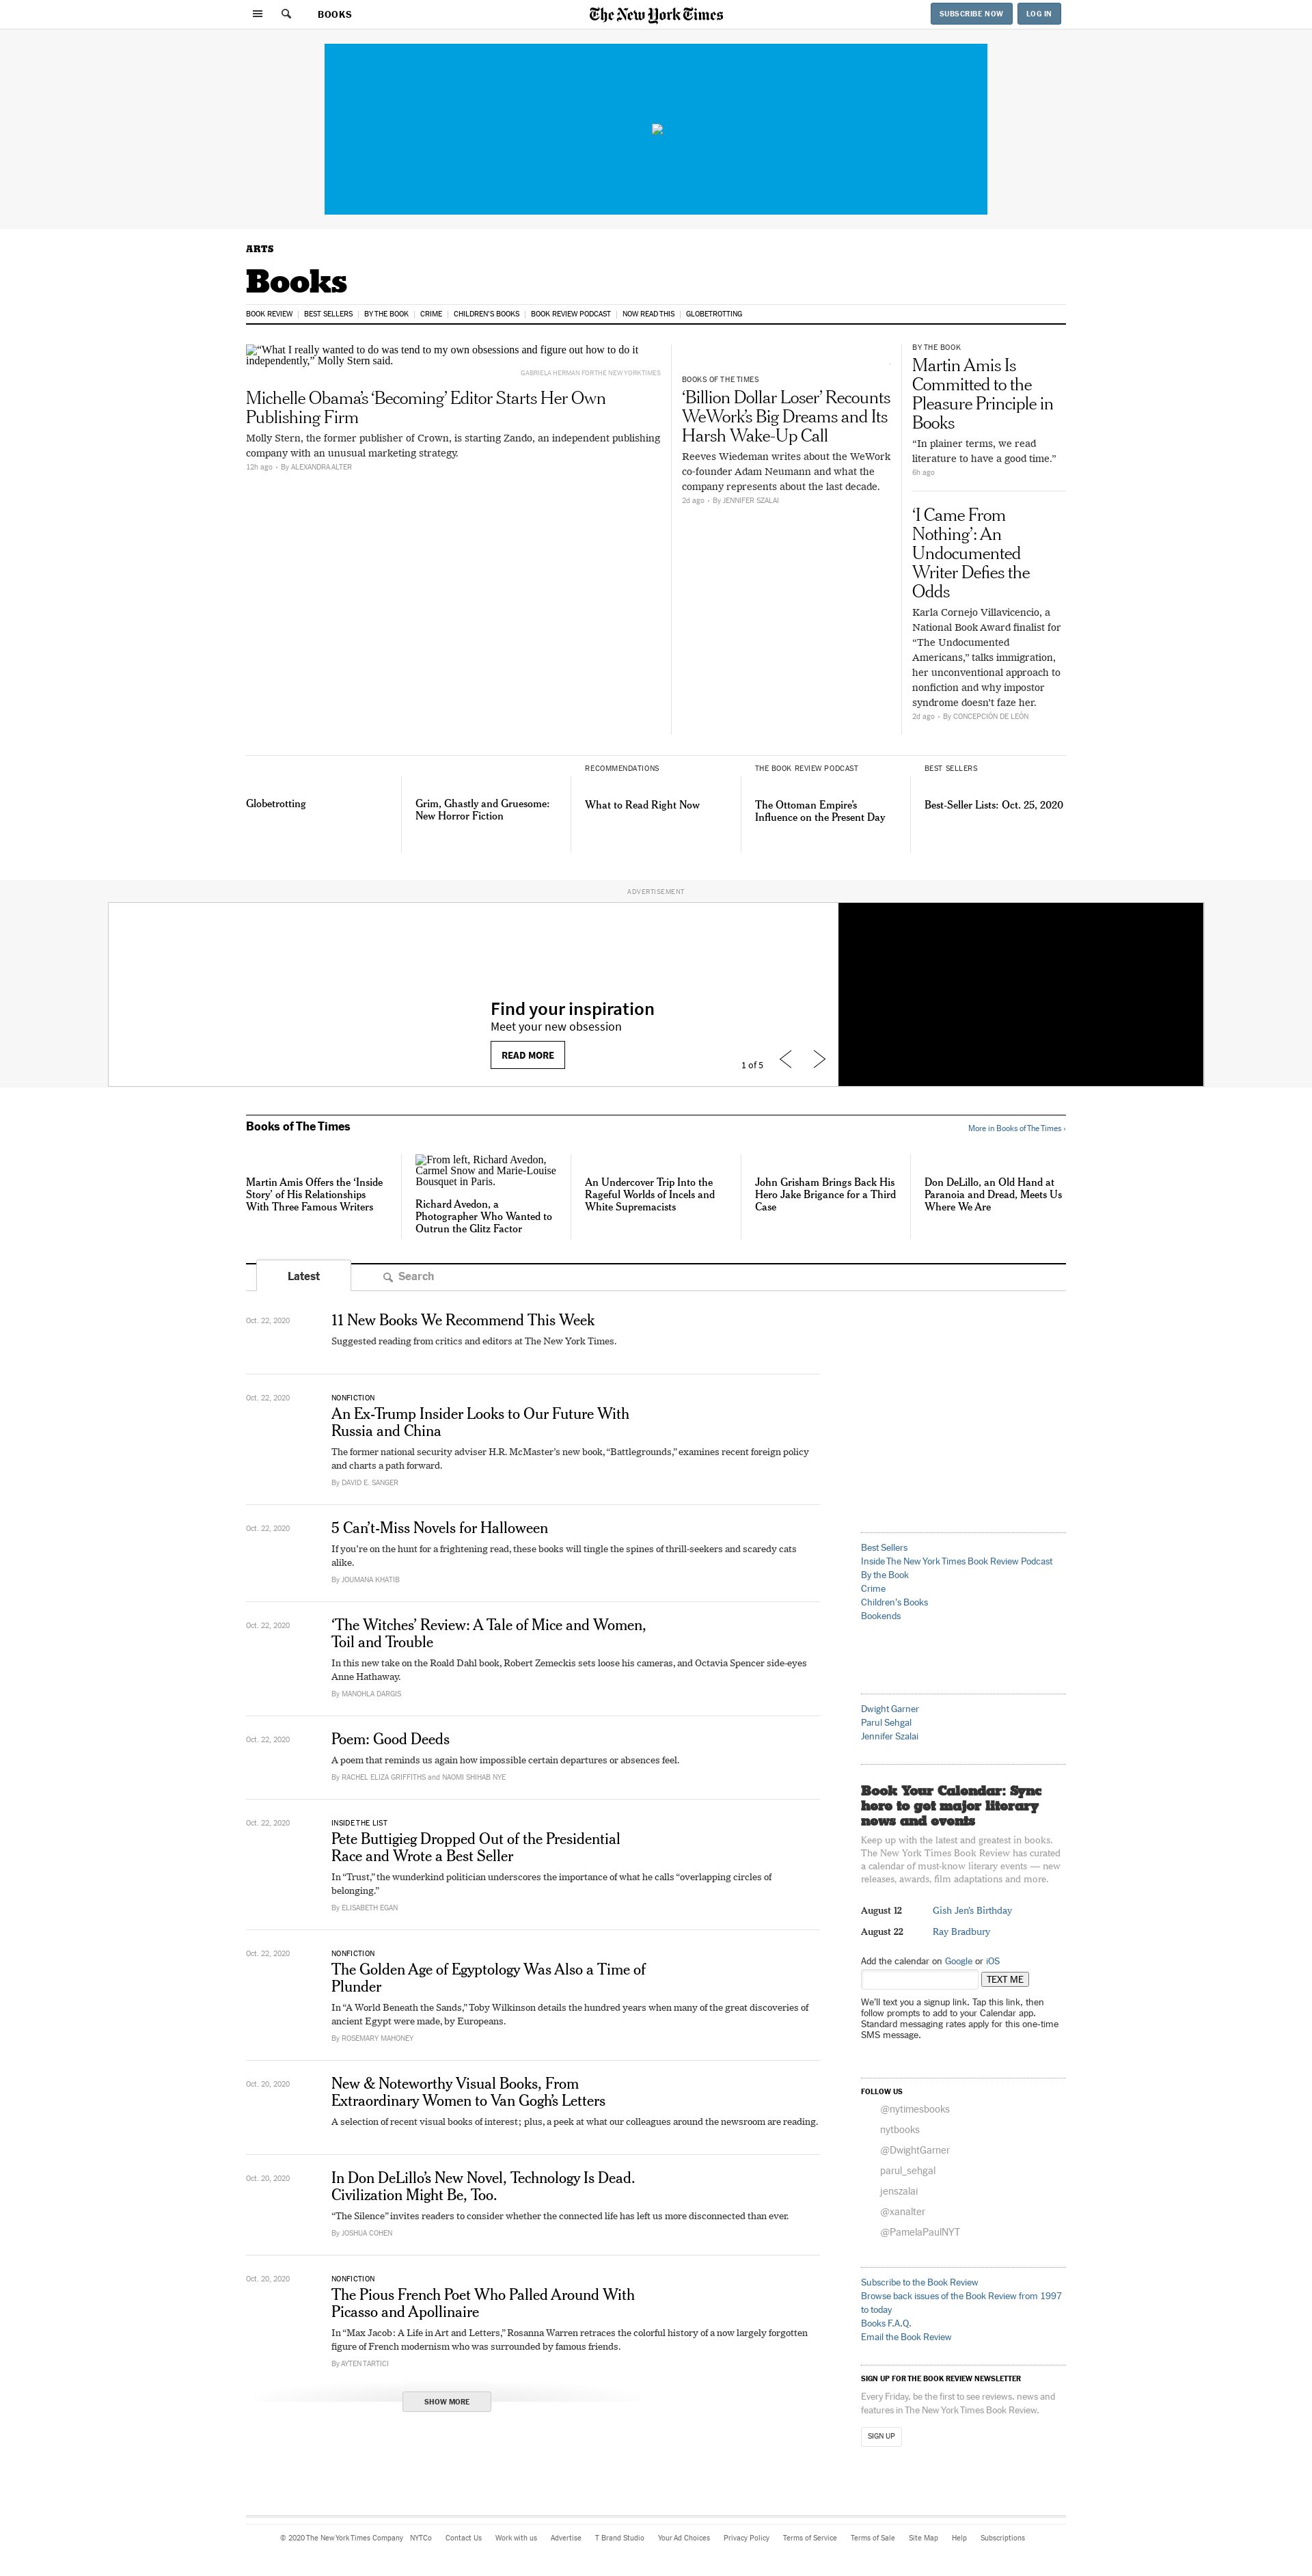 BOOKS
The New York Times
SUBSCRIBE NOW
LOG IN
ARTS
Books
BOOK REVIEW
BEST SELLERS
BY THE BOOK
CRIME
CHILDREN'S BOOKS
BOOK REVIEW PODCAST
NOW READ THIS
GLOBETROTTING
“What I really wanted to do was tend to my own obsessions and figure out how to do it
independently,” Molly Stern said.
GABRIELA HERMAN FOR THE NEW YORK TIMES
Michelle Obama’s ‘Becoming’ Editor Starts Her Own
Publishing Firm
Molly Stern, the former publisher of Crown, is starting Zando, an independent publishing
company with an unusual marketing strategy.
12h ago • By ALEXANDRA ALTER
BOOKS OF THE TIMES
‘Billion Dollar Loser’ Recounts
WeWork’s Big Dreams and Its
Harsh Wake-Up Call
Reeves Wiedeman writes about the WeWork
co-founder Adam Neumann and what the
company represents about the last decade.
2d ago • By JENNIFER SZALAI
BY THE BOOK
Martin Amis Is
Committed to the
Pleasure Principle in
Books
“In plainer terms, we read
literature to have a good time.”
6h ago
‘I Came From
Nothing’: An
Undocumented
Writer Defies the
Odds
Karla Cornejo Villavicencio, a
National Book Award finalist for
“The Undocumented
Americans,” talks immigration,
her unconventional approach to
nonfiction and why impostor
syndrome doesn’t faze her.
2d ago • By CONCEPCIÓN DE LEÓN
Globetrotting
Grim, Ghastly and Gruesome:
New Horror Fiction
RECOMMENDATIONS
What to Read Right Now
THE BOOK REVIEW PODCAST
The Ottoman Empire’s
Influence on the Present Day
BEST SELLERS
Best-Seller Lists: Oct. 25, 2020
ADVERTISEMENT
Find your inspiration
Meet your new obsession
READ MORE
1 of 5
Books of The Times
More in Books of The Times ›
Martin Amis Offers the ‘Inside
Story’ of His Relationships
With Three Famous Writers
From left, Richard Avedon,
Carmel Snow and Marie-Louise
Bousquet in Paris.
Richard Avedon, a
Photographer Who Wanted to
Outrun the Glitz Factor
An Undercover Trip Into the
Rageful Worlds of Incels and
White Supremacists
John Grisham Brings Back His
Hero Jake Brigance for a Third
Case
Don DeLillo, an Old Hand at
Paranoia and Dread, Meets Us
Where We Are
Latest
Search
Oct. 22, 2020
11 New Books We Recommend This Week
Suggested reading from critics and editors at The New York Times.
Oct. 22, 2020
NONFICTION
An Ex-Trump Insider Looks to Our Future With
Russia and China
The former national security adviser H.R. McMaster’s new book, “Battlegrounds,” examines recent foreign policy
and charts a path forward.
By DAVID E. SANGER
Oct. 22, 2020
5 Can’t-Miss Novels for Halloween
If you’re on the hunt for a frightening read, these books will tingle the spines of thrill-seekers and scaredy cats
alike.
By JOUMANA KHATIB
Oct. 22, 2020
‘The Witches’ Review: A Tale of Mice and Women,
Toil and Trouble
In this new take on the Roald Dahl book, Robert Zemeckis sets loose his cameras, and Octavia Spencer side-eyes
Anne Hathaway.
By MANOHLA DARGIS
Oct. 22, 2020
Poem: Good Deeds
A poem that reminds us again how impossible certain departures or absences feel.
By RACHEL ELIZA GRIFFITHS and NAOMI SHIHAB NYE
Oct. 22, 2020
INSIDE THE LIST
Pete Buttigieg Dropped Out of the Presidential
Race and Wrote a Best Seller
In “Trust,” the wunderkind politician underscores the importance of what he calls “overlapping circles of
belonging.”
By ELISABETH EGAN
Oct. 22, 2020
NONFICTION
The Golden Age of Egyptology Was Also a Time of
Plunder
In “A World Beneath the Sands,” Toby Wilkinson details the hundred years when many of the great discoveries of
ancient Egypt were made, by Europeans.
By ROSEMARY MAHONEY
Oct. 20, 2020
New & Noteworthy Visual Books, From
Extraordinary Women to Van Gogh’s Letters
A selection of recent visual books of interest; plus, a peek at what our colleagues around the newsroom are reading.
Oct. 20, 2020
In Don DeLillo’s New Novel, Technology Is Dead.
Civilization Might Be, Too.
“The Silence” invites readers to consider whether the connected life has left us more disconnected than ever.
By JOSHUA COHEN
Oct. 20, 2020
NONFICTION
The Pious French Poet Who Palled Around With
Picasso and Apollinaire
In “Max Jacob: A Life in Art and Letters,” Rosanna Warren retraces the colorful history of a now largely forgotten
figure of French modernism who was surrounded by famous friends.
By AYTEN TARTICI
SHOW MORE
Best Sellers
Inside The New York Times Book Review Podcast
By the Book
Crime
Children’s Books
Bookends
Dwight Garner
Parul Sehgal
Jennifer Szalai
Book Your Calendar: Sync
here to get major literary
news and events
Keep up with the latest and greatest in books.
The New York Times Book Review has curated
a calendar of must-know literary events — new
releases, awards, film adaptations and more.
August 12 Gish Jen’s Birthday
August 22 Ray Bradbury
Add the calendar on Google or iOS
TEXT ME
We’ll text you a signup link. Tap this link, then
follow prompts to add to your Calendar app.
Standard messaging rates apply for this one-time
SMS message.
FOLLOW US
@nytimesbooks
nytbooks
@DwightGarner
parul_sehgal
jenszalai
@xanalter
@PamelaPaulNYT
Subscribe to the Book Review
Browse back issues of the Book Review from 1997
to today
Books F.A.Q.
Email the Book Review
SIGN UP FOR THE BOOK REVIEW NEWSLETTER
Every Friday, be the first to see reviews, news and
features in The New York Times Book Review.
SIGN UP
© 2020 The New York Times Company NYTCo Contact Us Work with us Advertise T Brand Studio Your Ad Choices Privacy Policy Terms of Service Terms of Sale Site Map Help Subscriptions